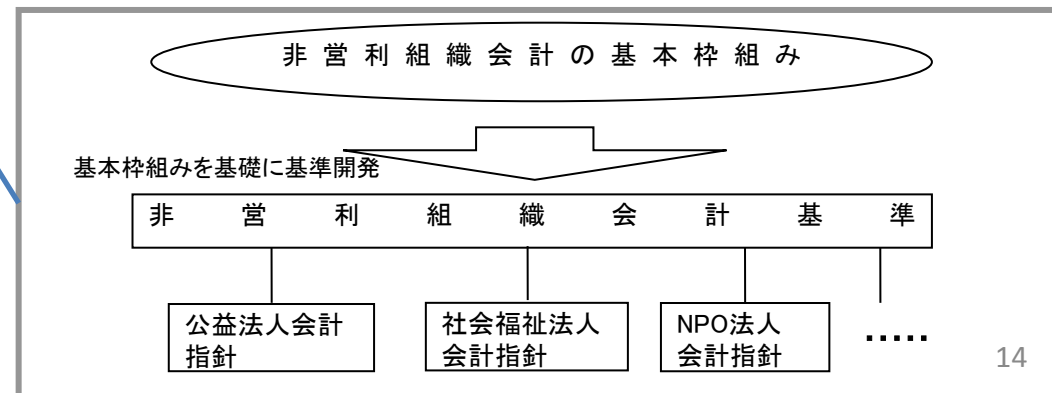 非営利組織会計の基本枠組み
基本枠組みを基礎に基準開発
非営利組織会計基準
公益法人会計
指針
社会福祉法人
会計指針
NPO法人
会計指針
.....
14